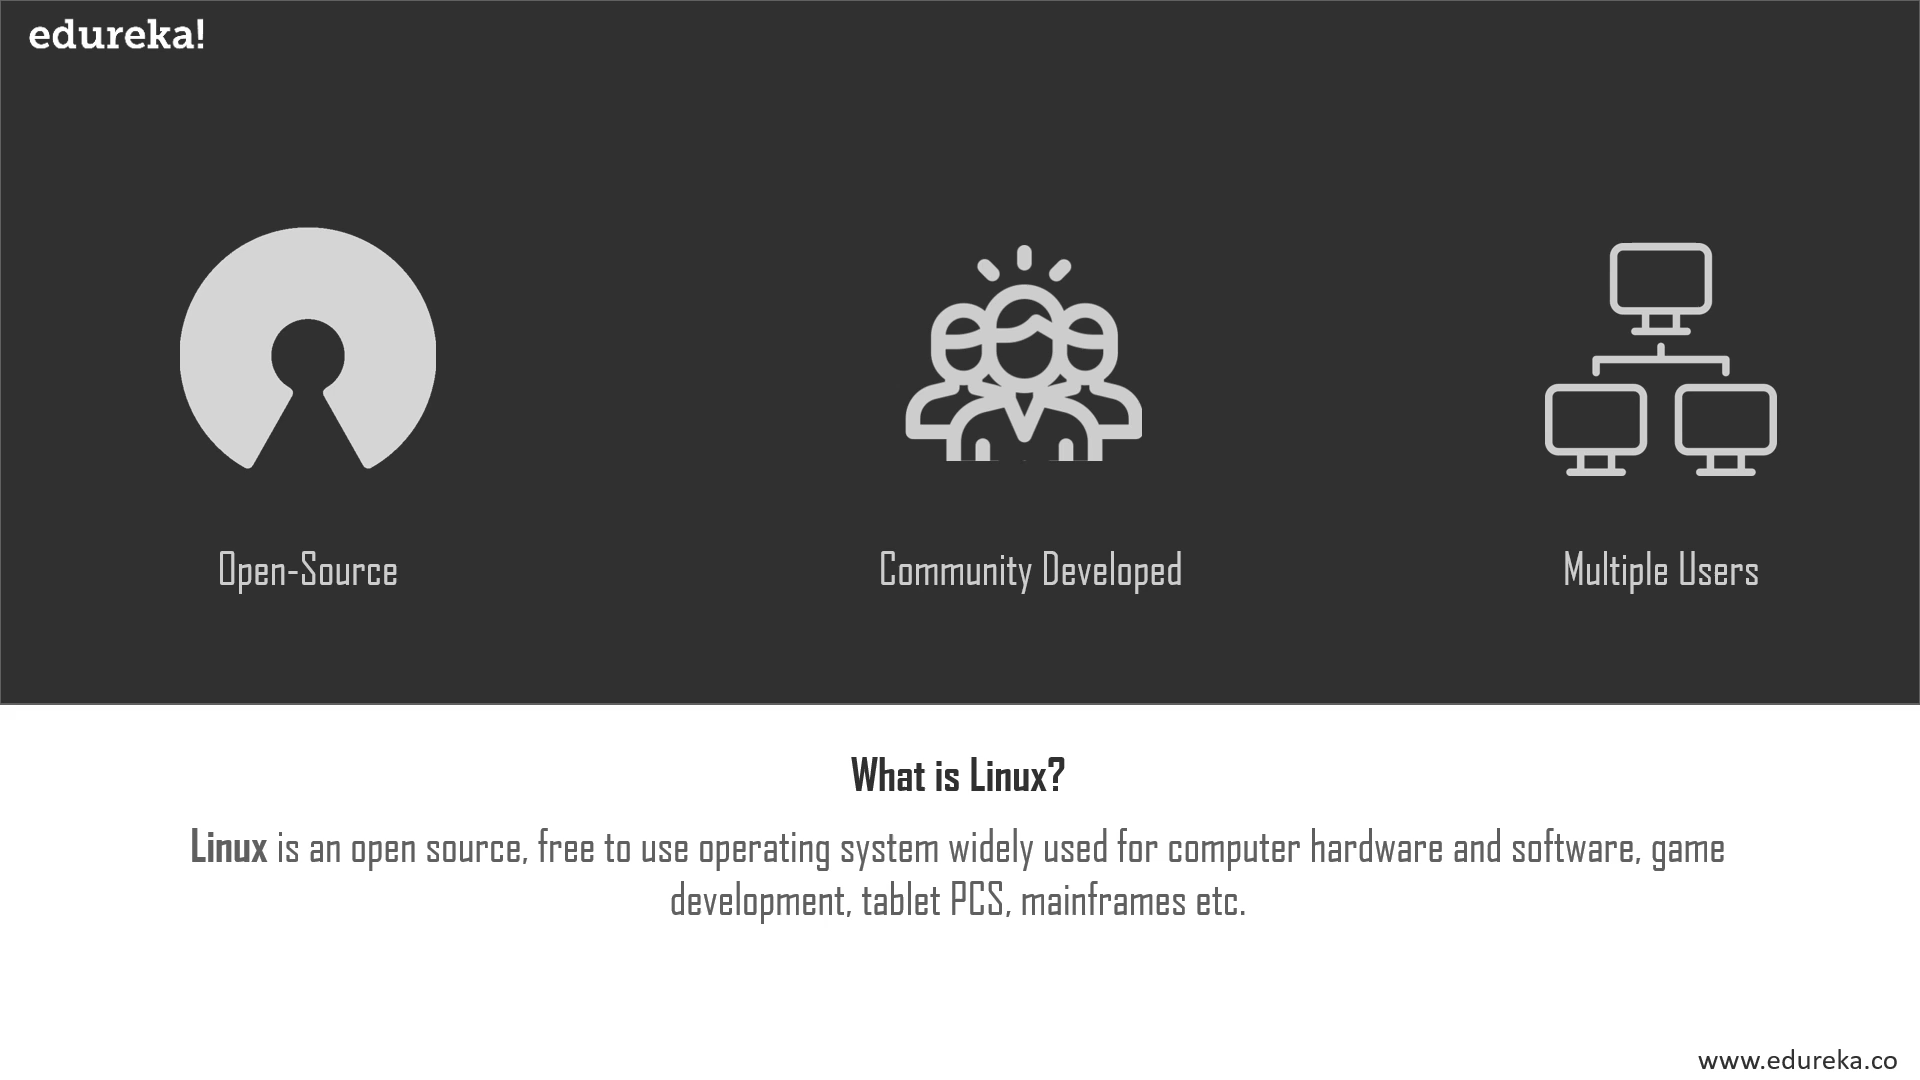 edureka!
Open-Source
Community Developed
Multiple Users
What is Linux?
Linux is an open source, free to use operating system widely used for computer hardware and software, game
development, tablet PCS, mainframes etc.
www.edureka.co